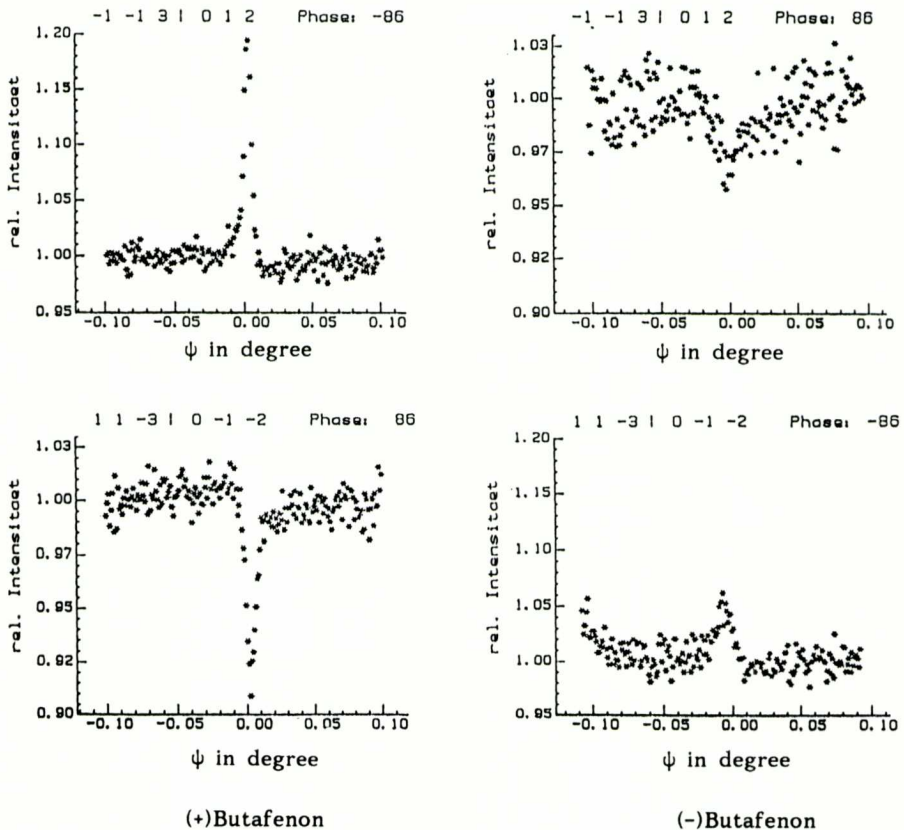 -1 -1 3 | 0 1 2 Phase: -86
1.20
1.15
1.10
1.05
1.00
0.95
rel. Intensitaet
-0.10 -0.05 0.00 0.05 0.10
ψ in degree
-1 -1 3 | 0 1 2 Phase: 86
1.03
1.00
0.97
0.95
0.92
0.90
rel. Intensitaet
-0.10 -0.05 0.00 0.05 0.10
ψ in degree
1 1 -3 | 0 -1 -2 Phase: 86
1.03
1.00
0.97
0.95
0.92
0.90
rel. Intensitaet
-0.10 -0.05 0.00 0.05 0.10
ψ in degree
(+)Butafenon
1 1 -3 | 0 -1 -2 Phase: -86
1.20
1.15
1.10
1.05
1.00
0.95
rel. Intensitaet
-0.10 -0.05 0.00 0.05 0.10
ψ in degree
(-)Butafenon